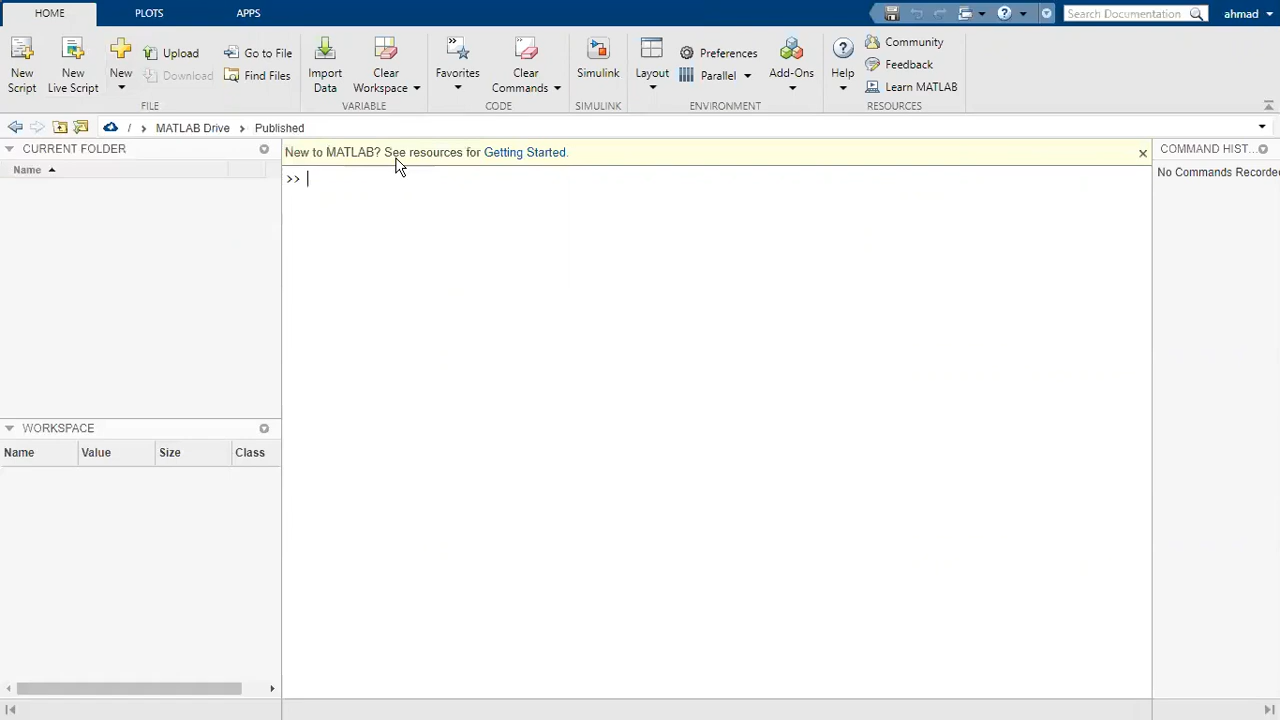 HOME PLOTS APPS Search Documentation ahmad
New Script
New Live Script
New
Upload
Download
Go to File
Find Files
FILE
Import Data
Clear Workspace
VARIABLE
Favorites
Clear Commands
CODE
Simulink
SIMULINK
Layout
Preferences
Parallel
Add-Ons
ENVIRONMENT
Help
Community
Feedback
Learn MATLAB
RESOURCES
/ > MATLAB Drive > Published
CURRENT FOLDER
Name
New to MATLAB? See resources for Getting Started.
>>
COMMAND HIST...
No Commands Recorde
WORKSPACE
Name Value Size Class